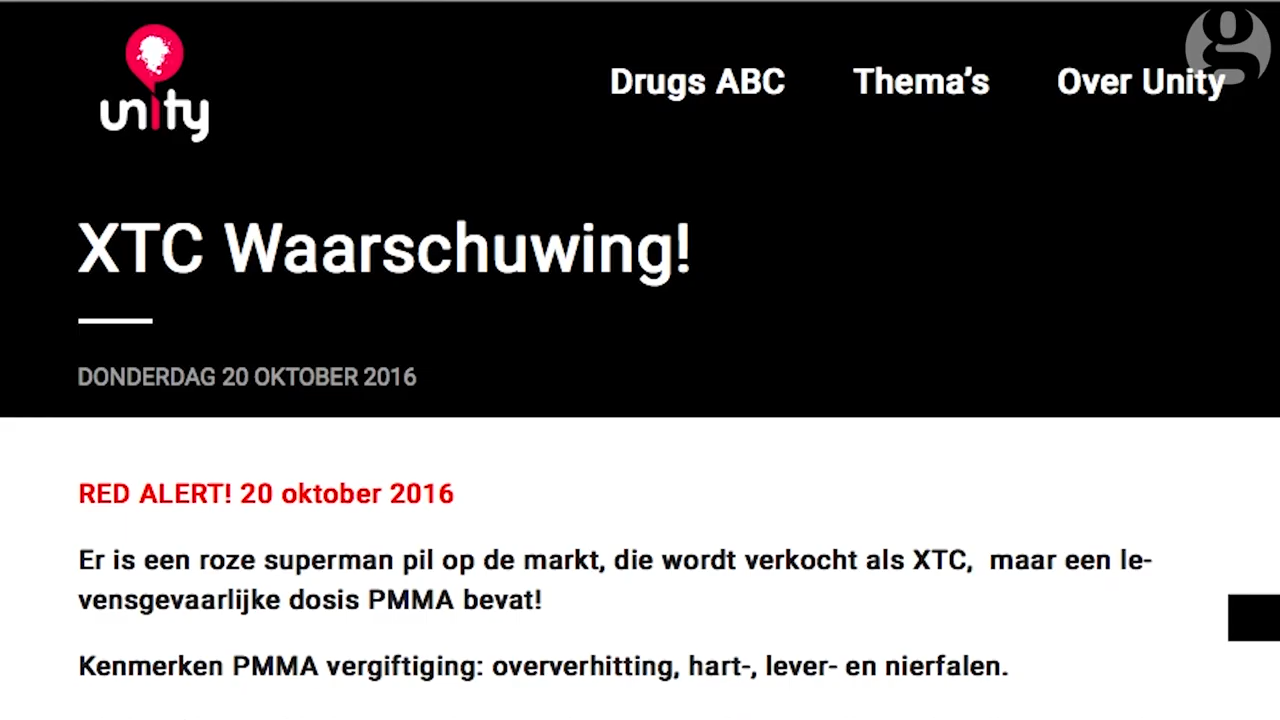 unity
Drugs ABC Thema's Over Unity
XTC Waarschuwing!
DONDERDAG 20 OKTOBER 2016
RED ALERT! 20 oktober 2016
Er is een roze superman pil op de markt, die wordt verkocht als XTC, maar een le-
vensgevaarlijke dosis PMMA bevat!
Kenmerken PMMA vergiftiging: oververhitting, hart-, lever- en nierfalen.